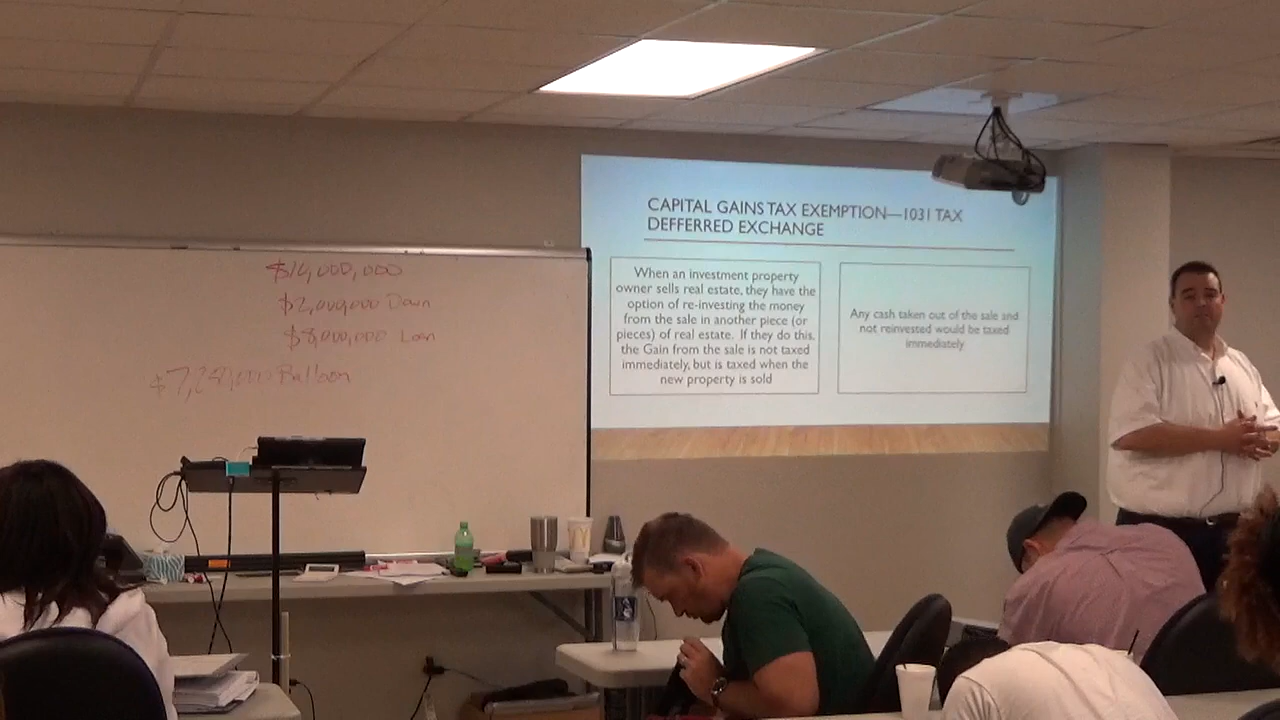 $2,000,000 Down
$8,000,000 Loan
Balloon
CAPITAL GAINS TAX EXEMPTION—1031 TAX
DEFFERRED EXCHANGE
When an investment property
owner sells real estate, they have the
option of re-investing the money
from the sale in another piece (or
pieces) of real estate. If they do this,
the Gain from the sale is not taxed
immediately, but is taxed when the
new property is sold
Any cash taken out of the sale and
not reinvested would be taxed
immediately